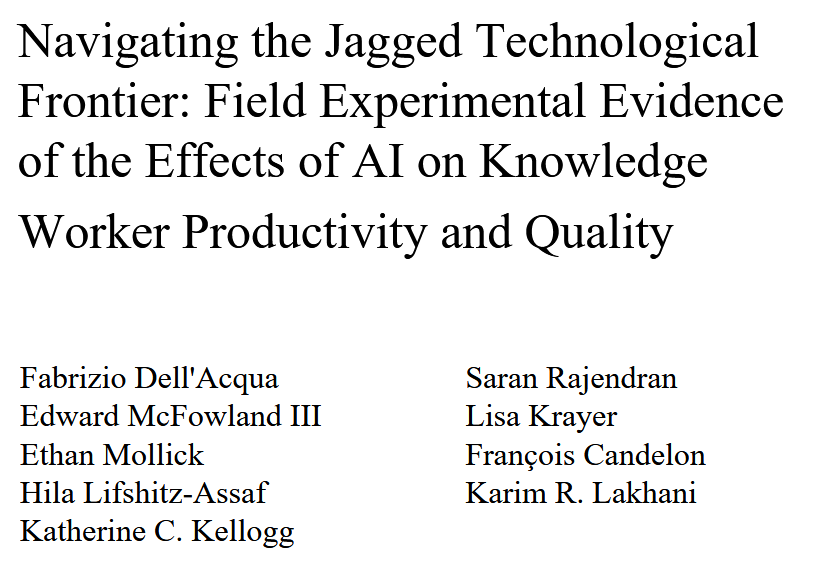 Navigating the Jagged Technological
Frontier: Field Experimental Evidence
of the Effects of AI on Knowledge
Worker Productivity and Quality
Fabrizio Dell'Acqua
Edward McFowland III
Ethan Mollick
Hila Lifshitz-Assaf
Katherine C. Kellogg
Saran Rajendran
Lisa Krayer
François Candelon
Karim R. Lakhani